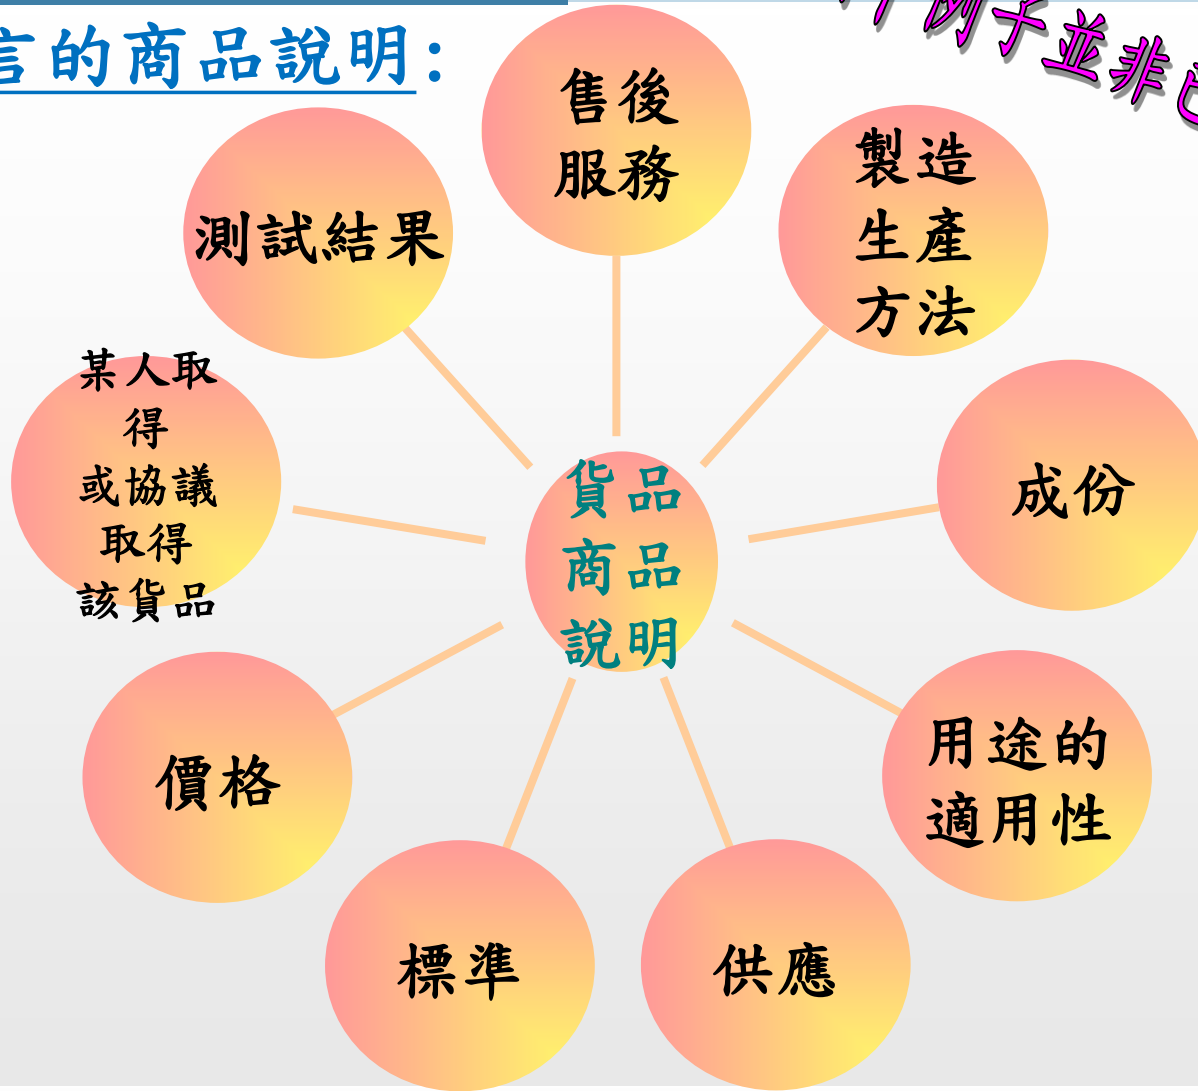 言的商品說明:
例子並非
售後
服務
製造
生產
方法
成份
用途的
適用性
供應
標準
價格
某人取
得
或協議
取得
該貨品
測試結果
貨品
商品
說明